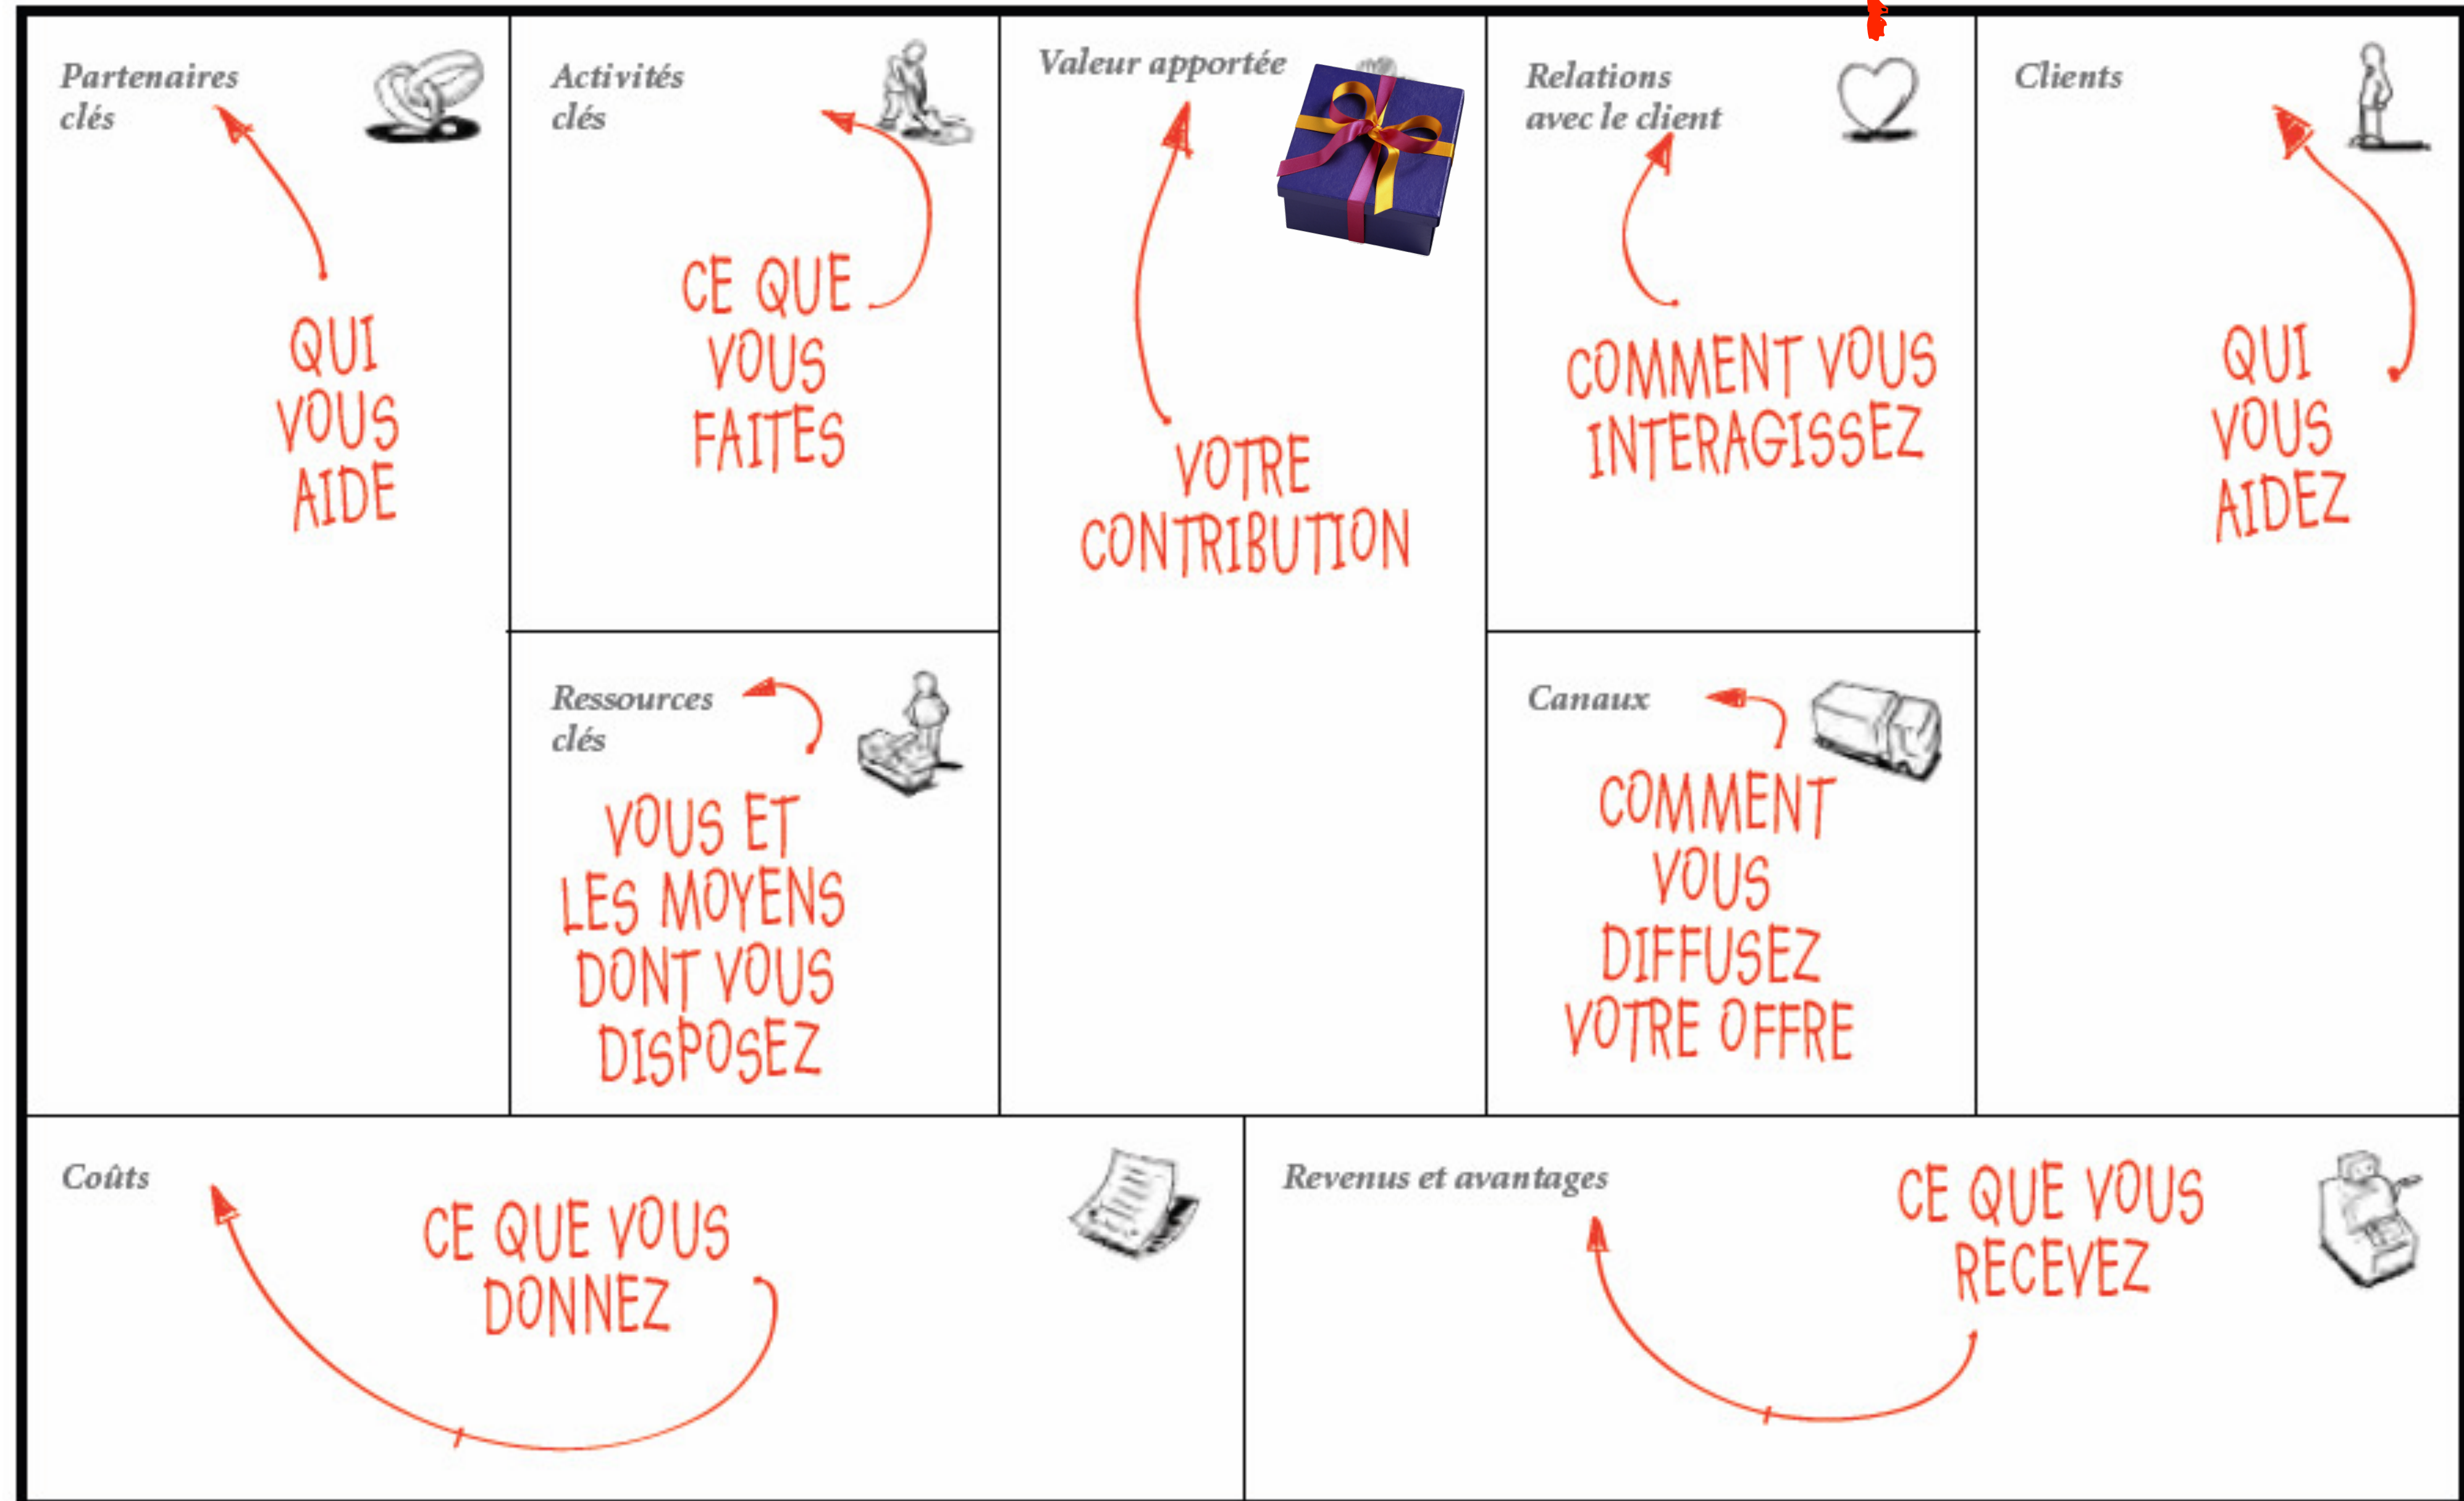 Partenaires
clés
QUI
VOUS
AIDE
Activités
clés
CE QUE
VOUS
FAITES
Ressources
clés
VOUS ET
LES MOYENS
DONT VOUS
DISPOSEZ
Valeur apportée
VOTRE
CONTRIBUTION
Relations
avec le client
COMMENT VOUS
INTERAGISSEZ
Canaux
COMMENT
VOUS
DIFFUSEZ
VOTRE OFFRE
Clients
QUI
VOUS
AIDEZ
Coûts
CE QUE VOUS
DONNEZ
Revenus et avantages
CE QUE VOUS
RECEVEZ